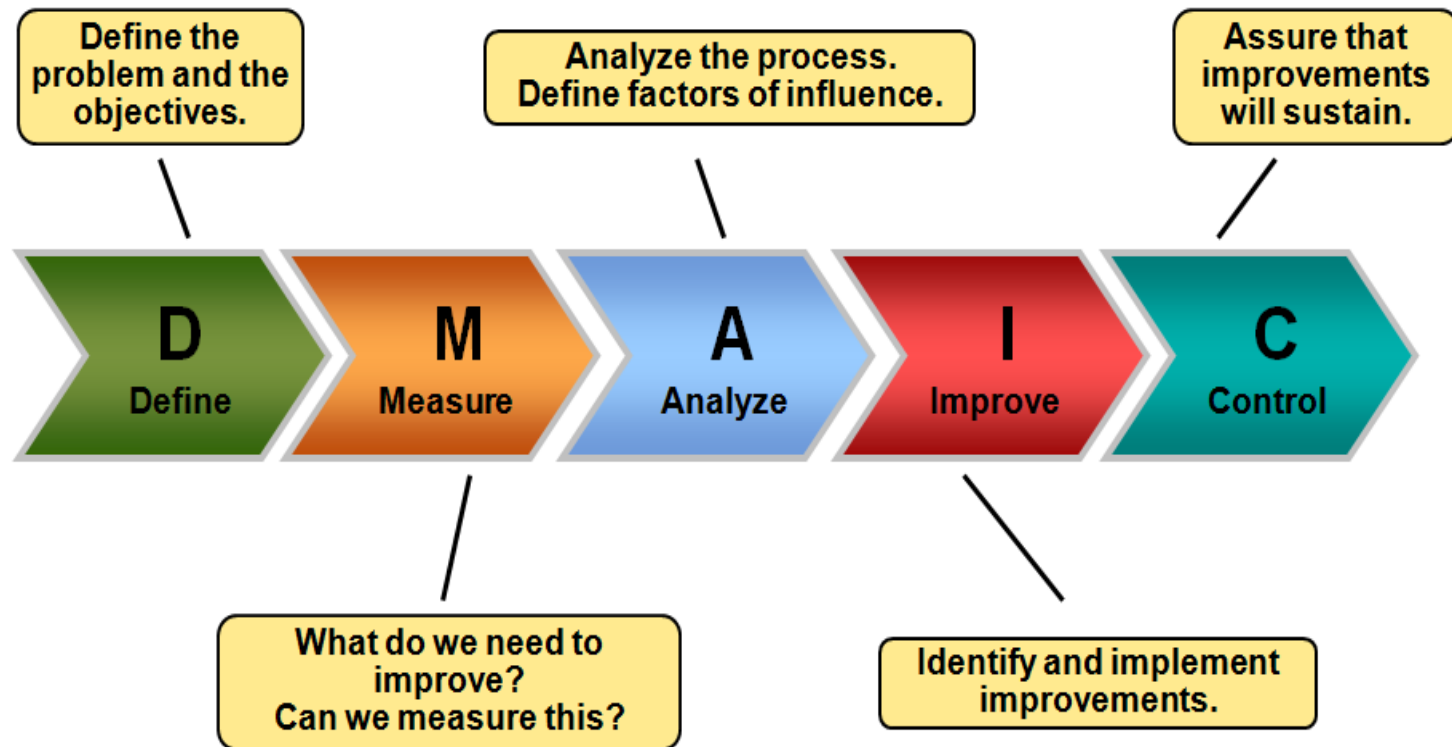 Define the
problem and the
objectives.
Analyze the process.
Define factors of influence.
Assure that
improvements
will sustain.
D
Define
M
Measure
A
Analyze
I
Improve
C
Control
What do we need to
improve?
Can we measure this?
Identify and implement
improvements.